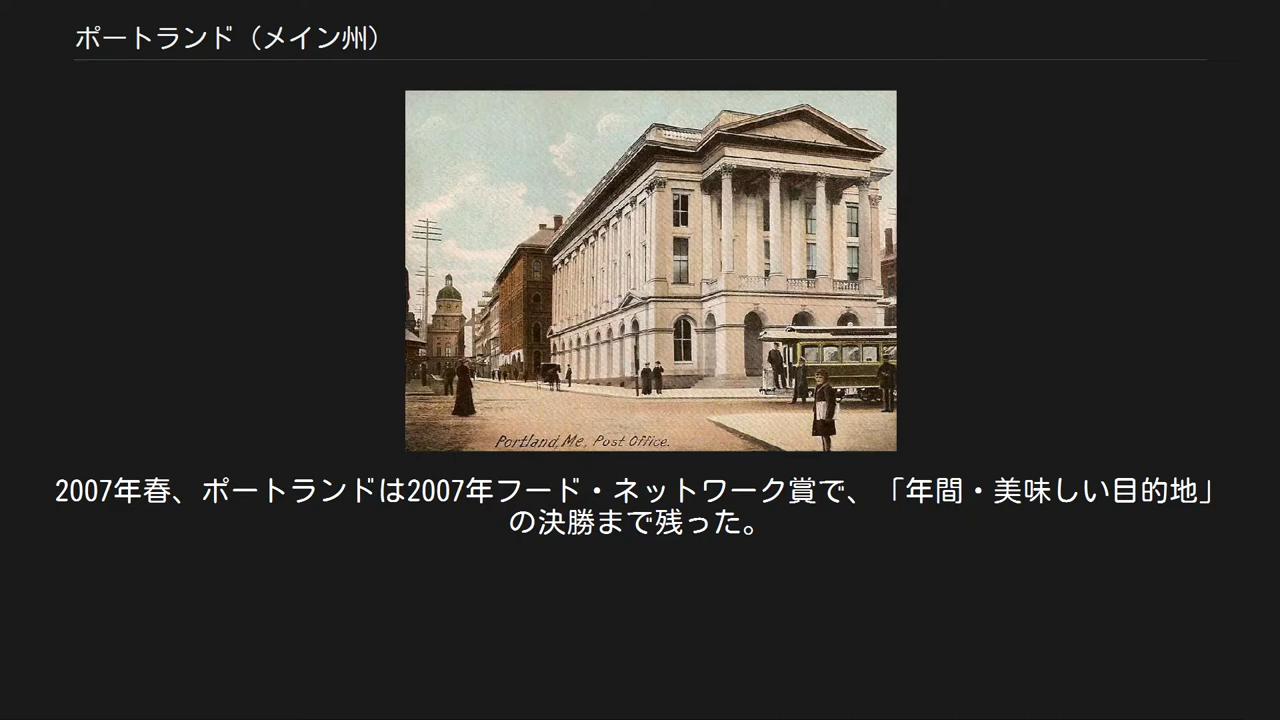 ポートランド（メイン州）
Portland, Me, Post Office.
2007年春、ポートランドは2007年フード・ネットワーク賞で、「年間・美味しい目的地」
の決勝まで残った。